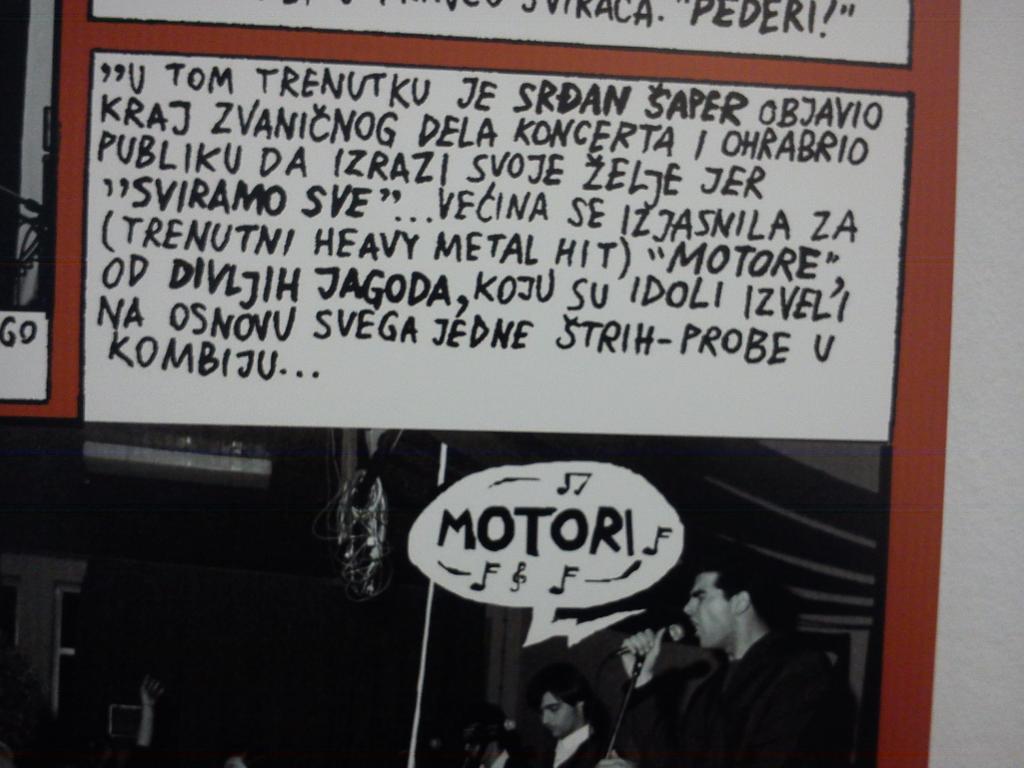 SVIRAČA. "PEDERI!"
,,U TOM TRENUTKU JE SRĐAN ŠAPER OBJAVIO
KRAJ ZVANIČNOG DELA KONCERTA I OHRABRIO
PUBLIKU DA IZRAZI SVOJE ŽELJE JER
,,SVIRAMO SVE”...VEĆINA SE IZJASNILA ZA
(TRENUTNI HEAVY METAL HIT) “MOTORE”,
OD DIVLJIH JAGODA, KOJU SU IDOLI IZVELI
NA OSNOVU SVEGA JEDNE ŠTRIH-PROBE U
KOMBIJU...
GO
MOTORI